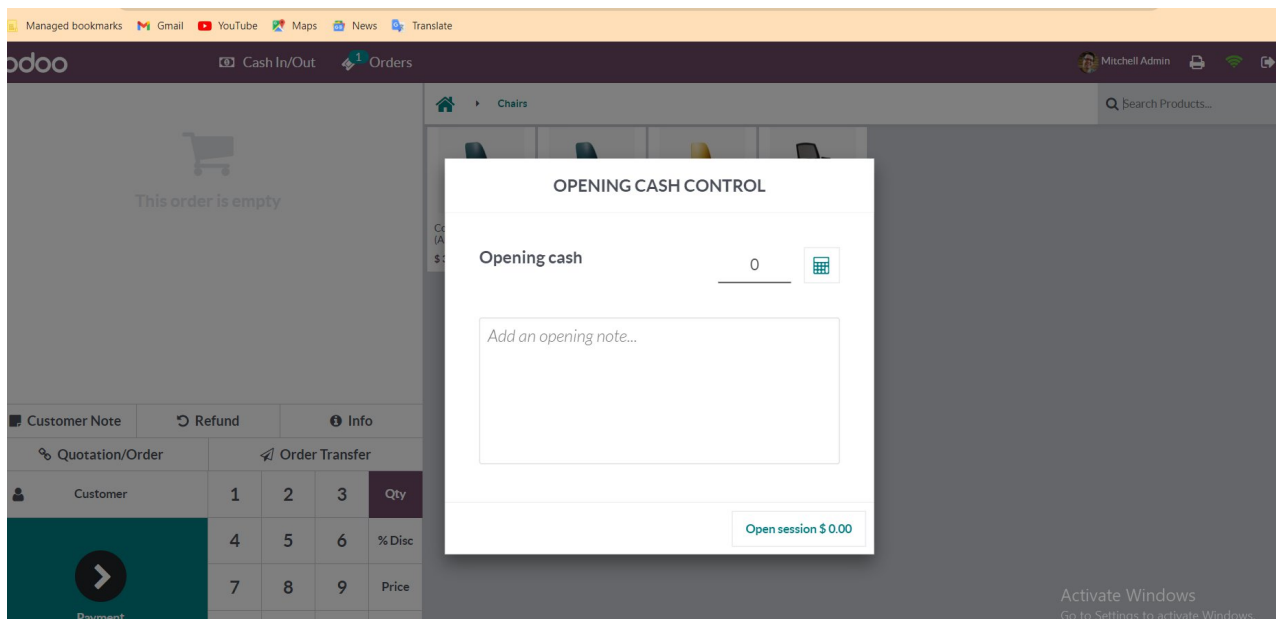 Managed bookmarks Gmail YouTube Maps News Translate
odoo Cash In/Out 1 Orders Mitchell Admin
Chairs Search Products...
This order is empty
OPENING CASH CONTROL
Co
(A
$
Opening cash 0
Add an opening note...
Customer Note Refund Info
Quotation/Order Order Transfer
Customer 1 2 3 Qty
Open session $ 0.00
4 5 6 % Disc
7 8 9 Price
Payment
Activate Windows
Go to Settings to activate Windows.